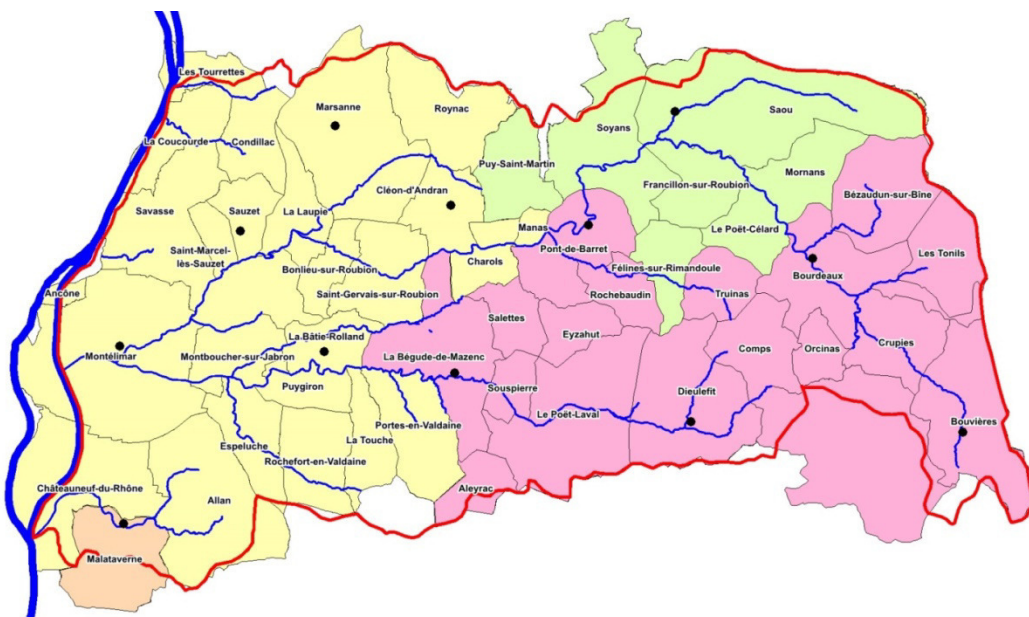 Les Tourrettes
Marsanne
Roynac
Saou
Soyans
La Coucourde
Condillac
Puy-Saint-Martin
Mornans
Francillon-sur-Roubion
Cléon-d'Andran
Bézaudun-sur-Bîne
Savasse
Sauzet
La Laupie
Manas
Le Poët-Célard
Pont-de-Barret
Saint-Marcel-
lès-Sauzet
Les Tonils
Charols
Bonlieu-sur-Roubion
Félines-sur-Rimandoule
Bourdeaux
Ancône
Saint-Gervais-sur-Roubion
Rochebaudin
Truinas
Salettes
La Bâtie-Rolland
Eyzahut
Crupies
Montélimar
Montboucher-sur-Jabron
La Bégude-de-Mazenc
Comps
Orcinas
Puygiron
Souspierre
Dieulefit
Le Poët-Laval
Bouvières
Portes-en-Valdaine
Espeluche
La Touche
Rochefort-en-Valdaine
Châteauneuf-du-Rhône
Aleyrac
Allan
Malataverne